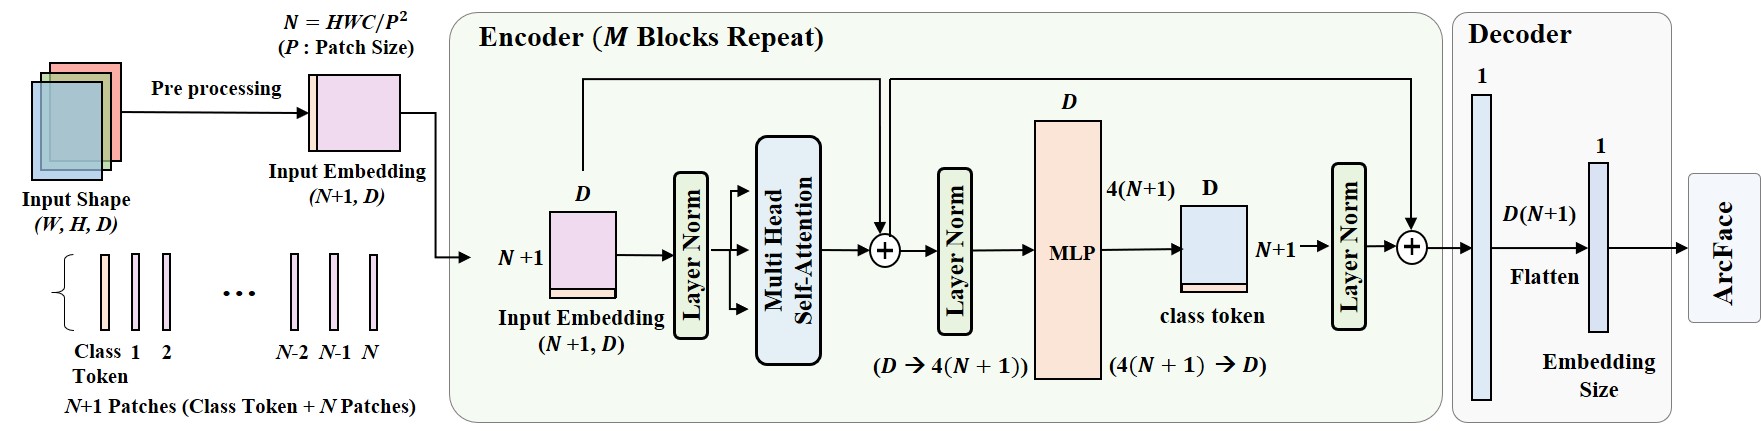 N = HWC/P²
(P : Patch Size)
Pre processing
Input Shape
(W, H, D)
Input Embedding
(N+1, D)
Class
Token
1
2
...
N-2
N-1
N
N+1 Patches (Class Token + N Patches)
Encoder (M Blocks Repeat)
D
N +1
Input Embedding
(N +1, D)
Layer Norm
Multi Head
Self-Attention
+
Layer Norm
(D → 4(N + 1))
D
MLP
4(N+1)
(4(N + 1) → D)
D
N+1
class token
Layer Norm
+
Decoder
1
D(N+1)
Flatten
1
Embedding
Size
ArcFace